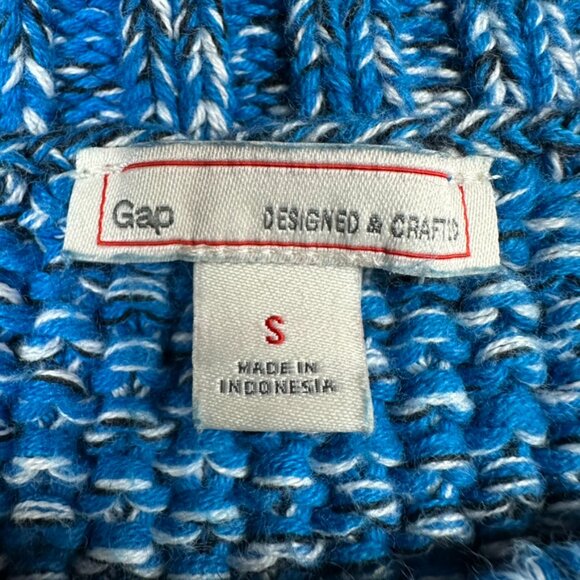 Gap DESIGNED & CRAFTED
S
MADE IN
INDONESIA